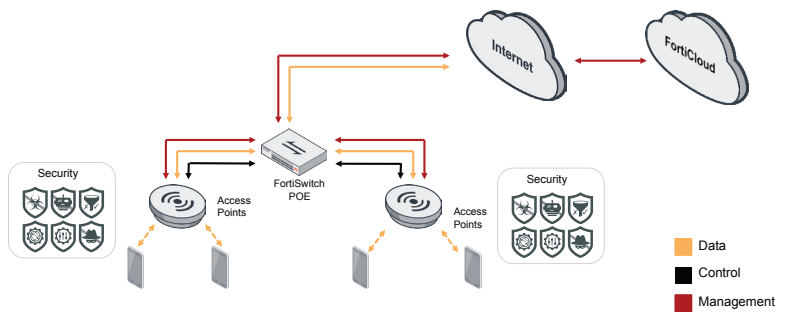 Internet
FortiCloud
Security
FortiSwitch
POE
Access
Points
Security
Access
Points
Data
Control
Management